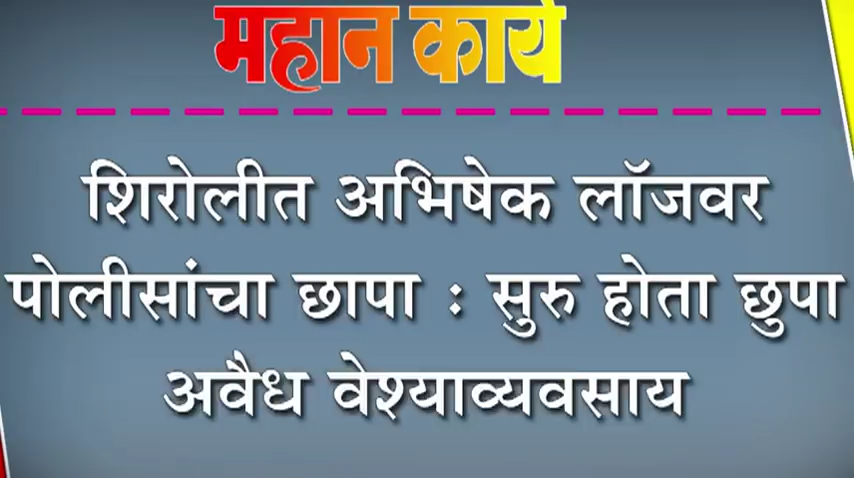 महान कार्य
शिरोलीत अभिषेक लॉजवर
पोलीसांचा छापा : सुरु होता छुपा
अवैध वेश्याव्यवसाय